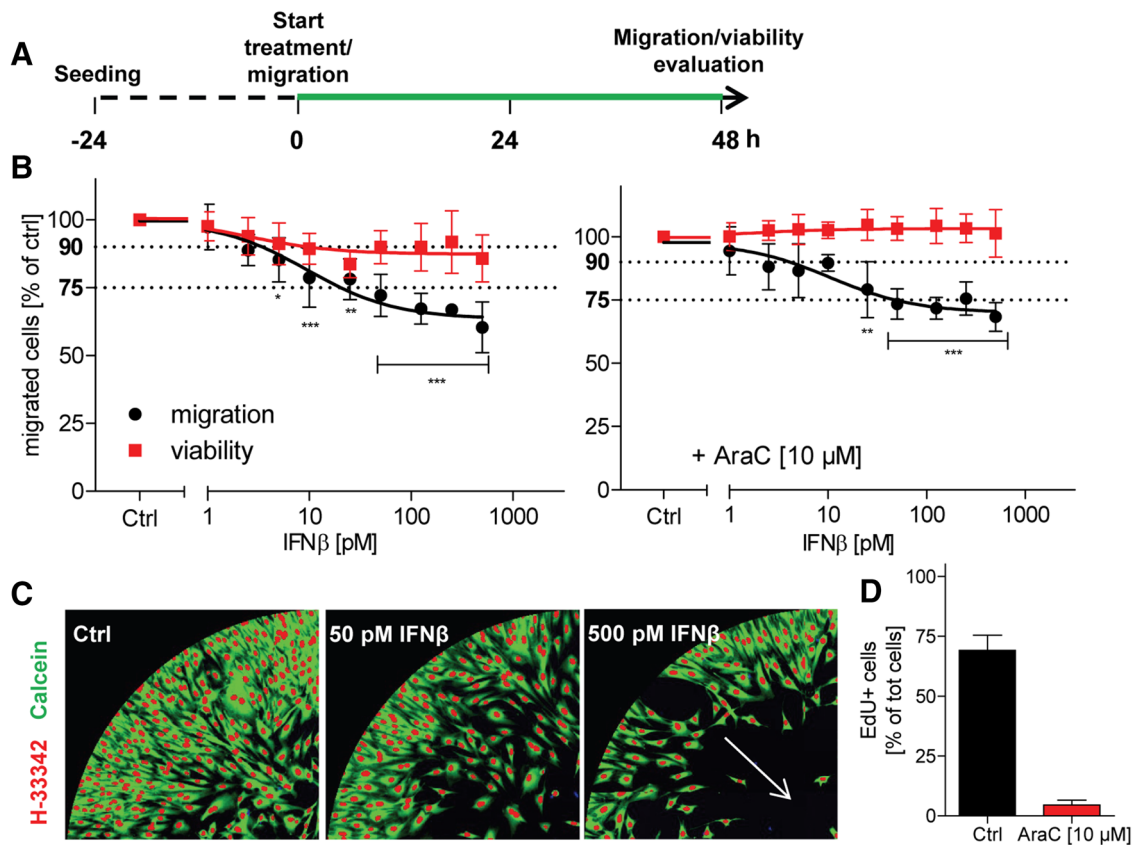 A
Seeding
Start
treatment/
migration
Migration/viability
evaluation
-24
0
24
48 h
B
migrated cells [% of ctrl]
100
90
75
50
25
0
*
***
**
***
migration
viability
Ctrl
1
10
100
1000
IFNβ [pM]
100
90
75
50
25
0
**
***
+ AraC [10 µM]
Ctrl
1
10
100
1000
IFNβ [pM]
C
H-33342 Calcein
Ctrl
50 pM IFNβ
500 pM IFNβ
D
EdU+ cells
[% of tot cells]
100
75
50
25
0
Ctrl
AraC [10 µM]